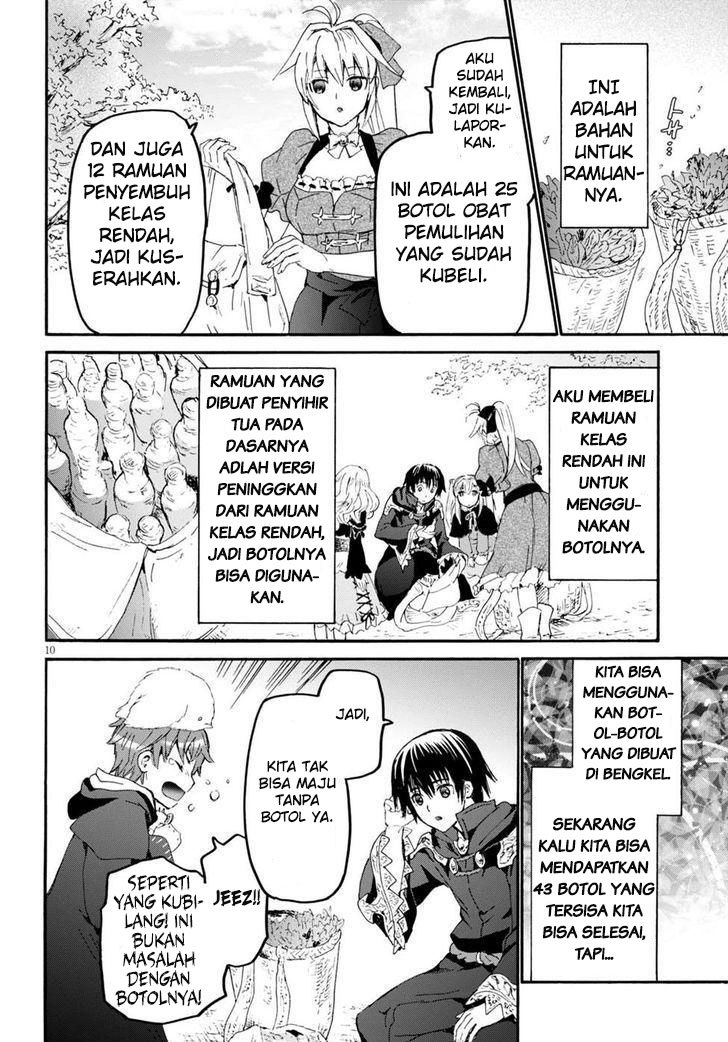 INI
ADALAH
BAHAN
UNTUK
RAMUAN-
NYA.
ドサ...
AKU
SUDAH
KEMBALI,
JADI KU-
LAPOR-
KAN.
INI ADALAH 25
BOTOL OBAT
PEMULIHAN
YANG SUDAH
KUBELI.
DAN JUGA
12 RAMUAN
PENYEMBUH
KELAS
RENDAH,
JADI KUS-
ERAHKAN.
AKU MEMBELI
RAMUAN
KELAS
RENDAH INI
UNTUK
MENGGU-
NAKAN
BOTOLNYA.
RAMUAN YANG
DIBUAT PENYIHIR
TUA PADA
DASARNYA
ADLAH VERSI
PENINGGKAN
DARI RAMUAN
KELAS RENDAH,
JADI BOTOLNYA
BISA DIGUNA-
KAN.
10
KITA BISA
MENGGUNA-
KAN BOT-
OL-BOTOL
YANG DIBUAT
DI BENGKEL.
SEKARANG
KALU KITA BISA
MENDAPATKAN
43 BOTOL YANG
TERSISA KITA
BISA SELESAI,
TAPI...
JADI,
KITA TAK
BISA MAJU
TANPA
BOTOL YA.
JEEZ!!
SEPERTI
YANG KUBI-
LANG! INI
BUKAN
MASALAH
DENGAN
BOTOLNYA!